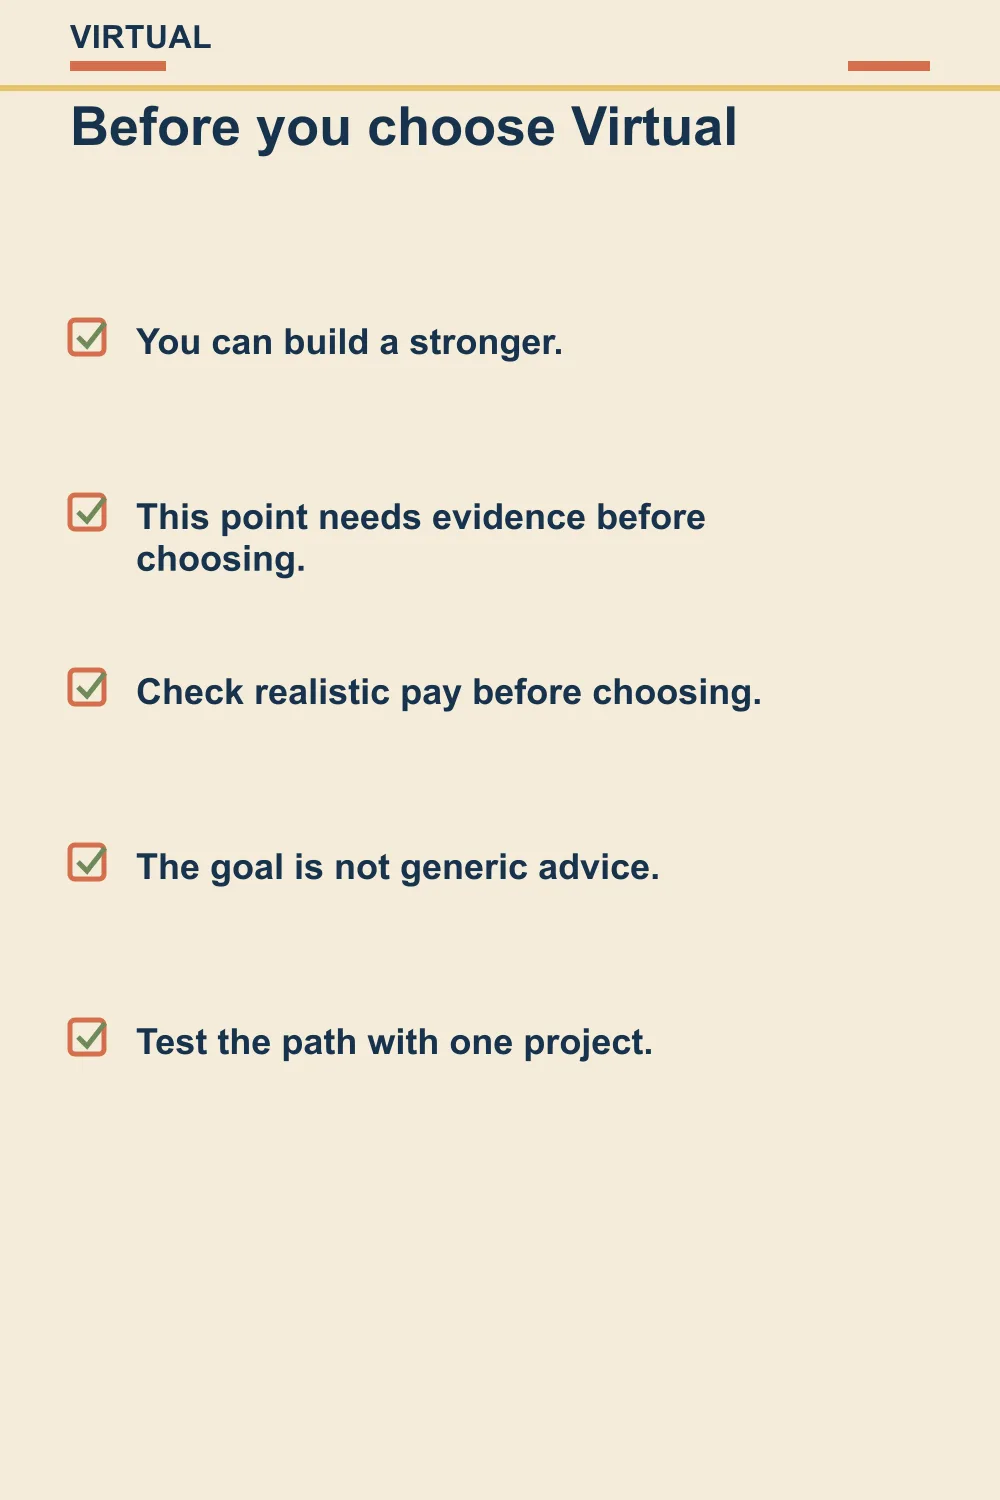 VIRTUAL
Before you choose Virtual
You can build a stronger.
This point needs evidence before
choosing.
Check realistic pay before choosing.
The goal is not generic advice.
Test the path with one project.